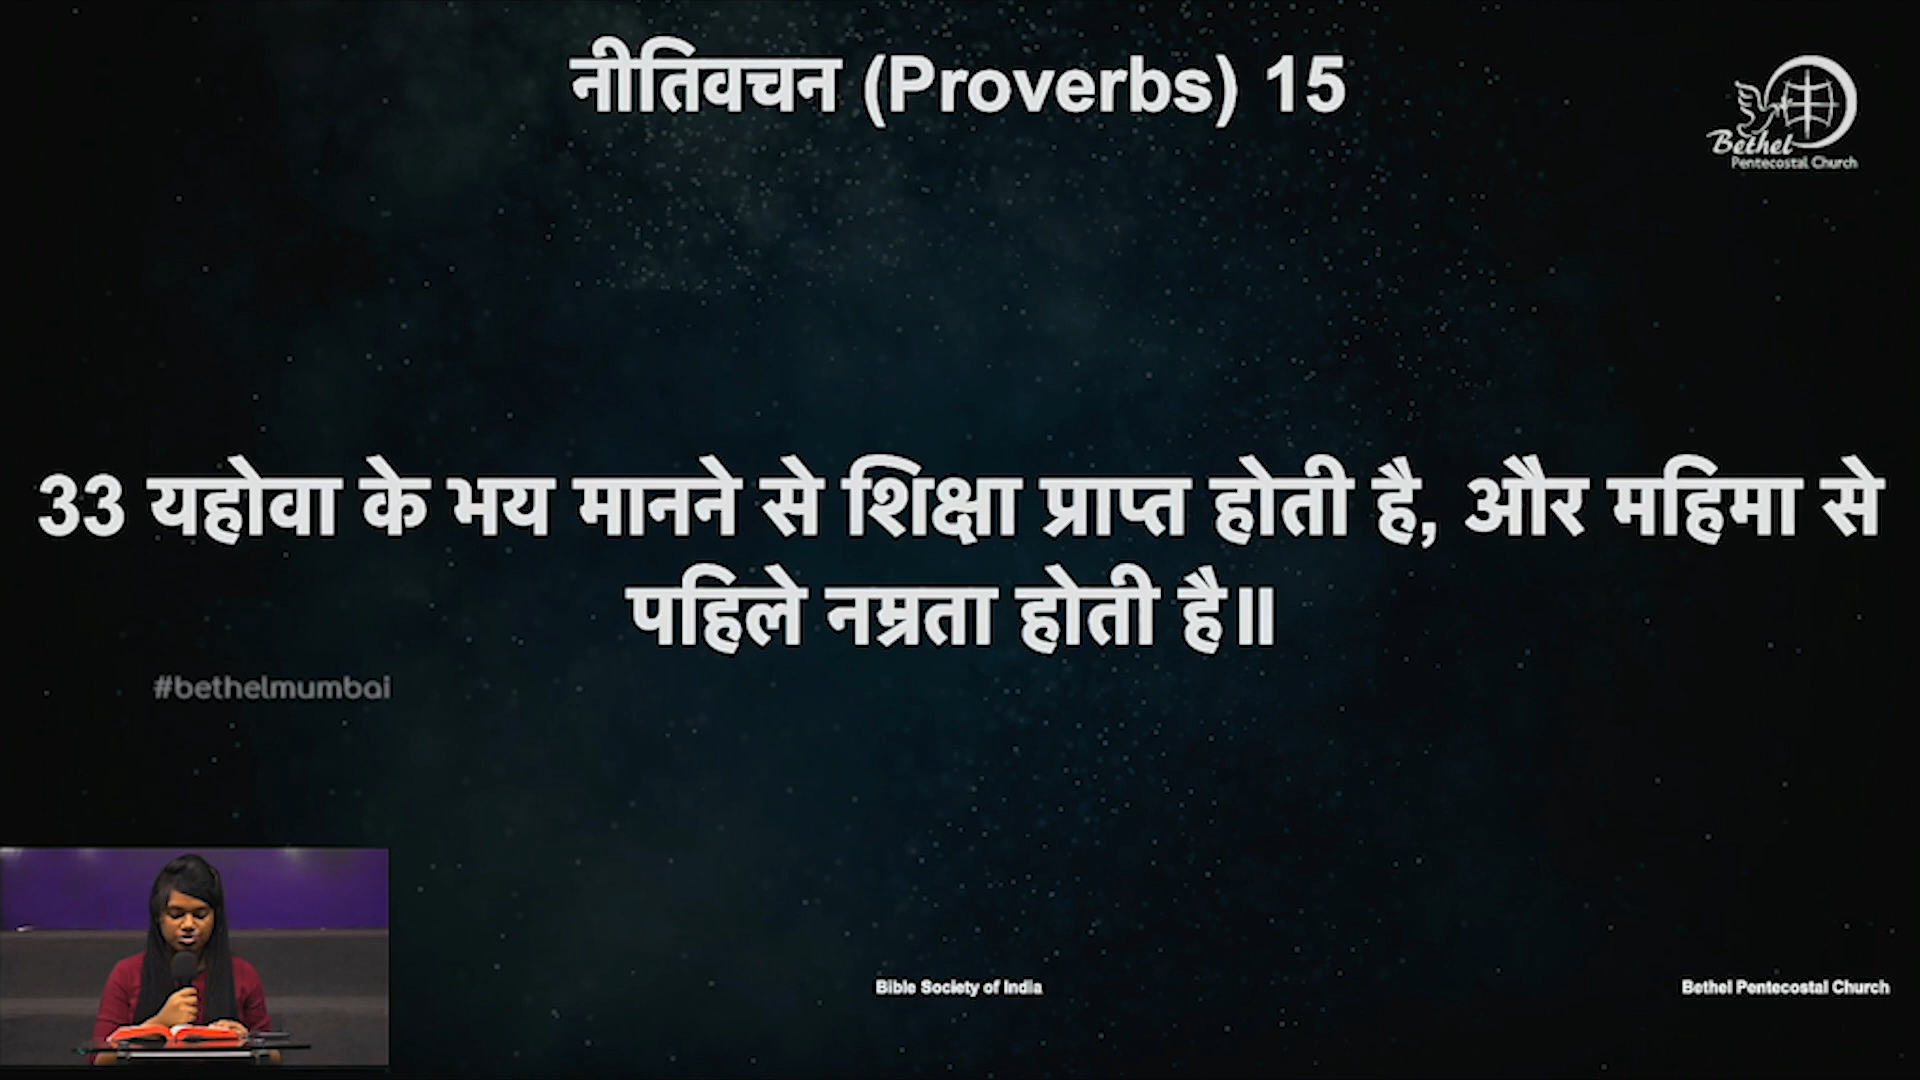 नीतिवचन (Proverbs) 15
Bethel
Pentecostal Church
33 यहोवा के भय मानने से शिक्षा प्राप्त होती है, और महिमा से
पहिले नम्रता होती है॥
#bethelmumbai
Bible Society of India
Bethel Pentecostal Church